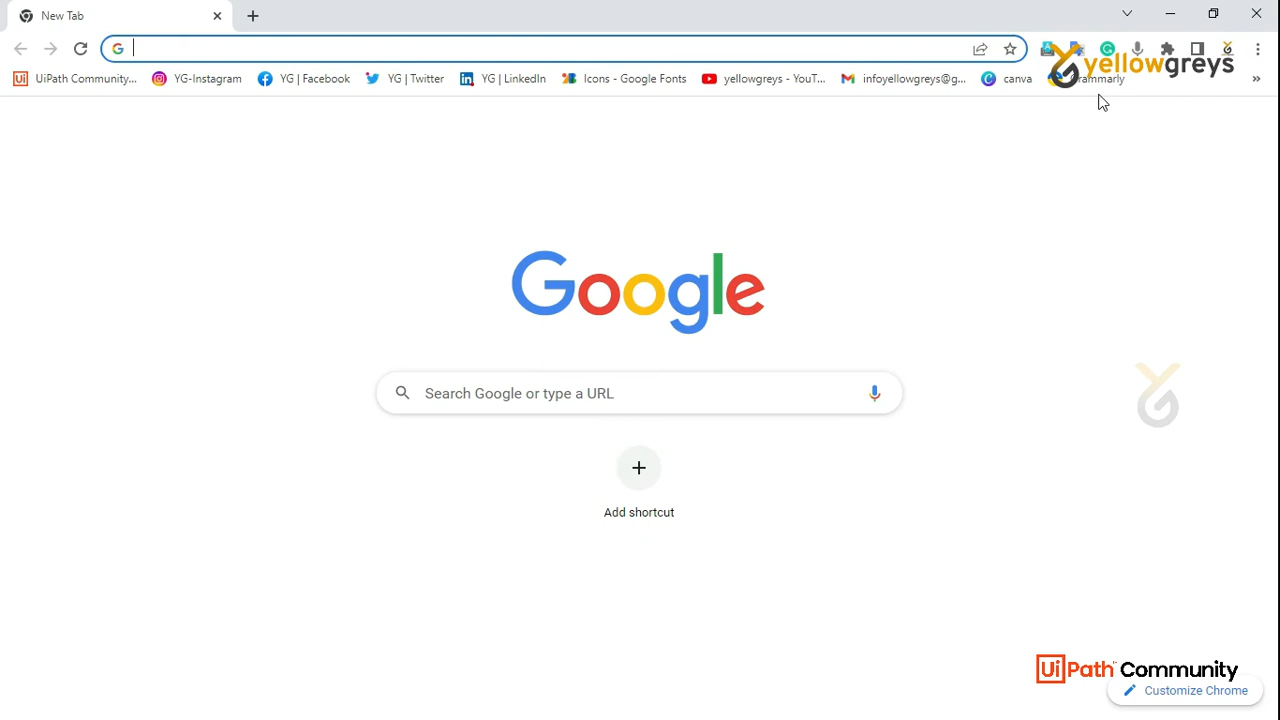 New Tab
UiPath Community...
YG-Instagram
YG | Facebook
YG | Twitter
YG | LinkedIn
Icons - Google Fonts
yellowgreys - YouT...
infoyellowgreys@g...
canva
Grammarly
»
yellowgreys
Google
Search Google or type a URL
Add shortcut
UiPath Community
Customize Chrome